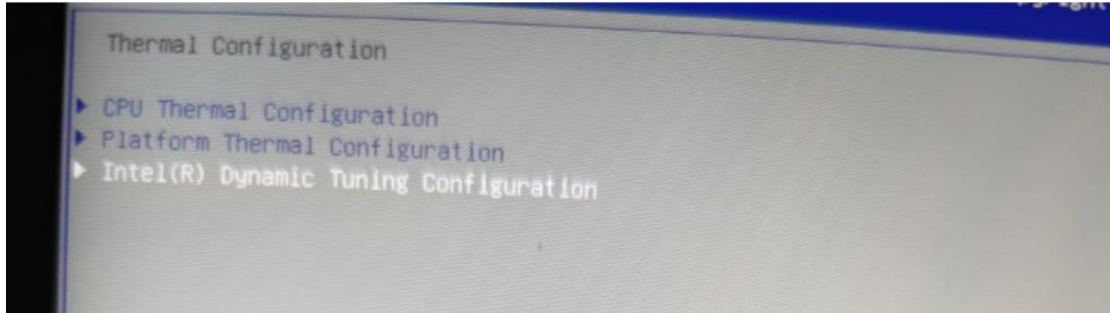 Thermal Configuration
CPU Thermal Configuration
Platform Thermal Configuration
Intel(R) Dynamic Tuning Configuration